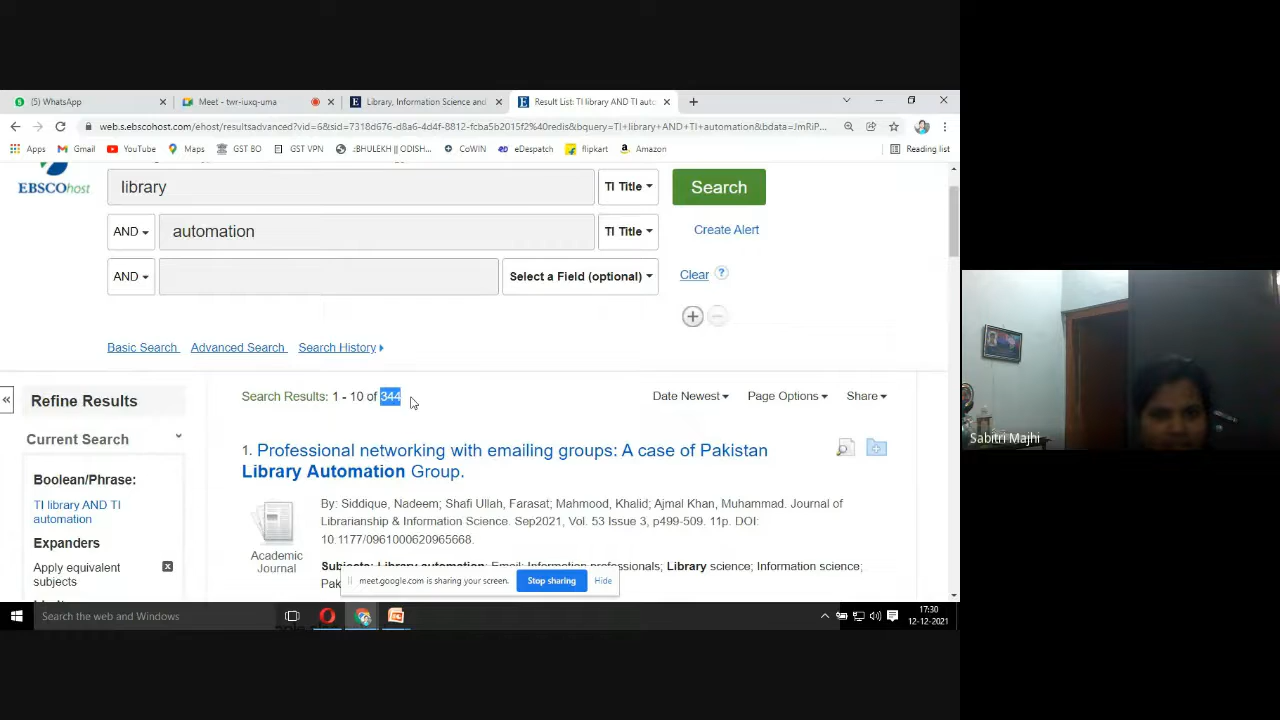 (5) WhatsApp
Meet - twr-iuxq-uma
Library, Information Science and
Result List: TI library AND TI auto
web.s.ebscohost.com/ehost/resultsadvanced?vid=6&sid=7318d676-d8a6-4d4f-8812-fcba5b2015f2%40redis&bquery=TI+library+AND+TI+automation&bdata=JmRiP...
Apps Gmail YouTube Maps GST BO GST VPN :BHULEKH || ODISH... CoWIN eDespatch flipkart Amazon Reading list
EBSCOhost
library TI Title Search
AND automation TI Title Create Alert
AND Select a Field (optional) Clear ?
Basic Search Advanced Search Search History
Refine Results
Search Results: 1 - 10 of 344 Date Newest Page Options Share
Current Search
1. Professional networking with emailing groups: A case of Pakistan
Library Automation Group.
Boolean/Phrase:
TI library AND TI
automation
By: Siddique, Nadeem; Shafi Ullah, Farasat; Mahmood, Khalid; Ajmal Khan, Muhammad. Journal of
Librarianship & Information Science. Sep2021, Vol. 53 Issue 3, p499-509. 11p. DOI:
10.1177/0961000620965668.
Academic
Journal
Expanders
Apply equivalent
subjects
Subjects: Library automation; Email; Information professionals; Library science; Information science;
meet.google.com is sharing your screen. Stop sharing Hide
Search the web and Windows
17:30
12-12-2021
Sabitri Majhi